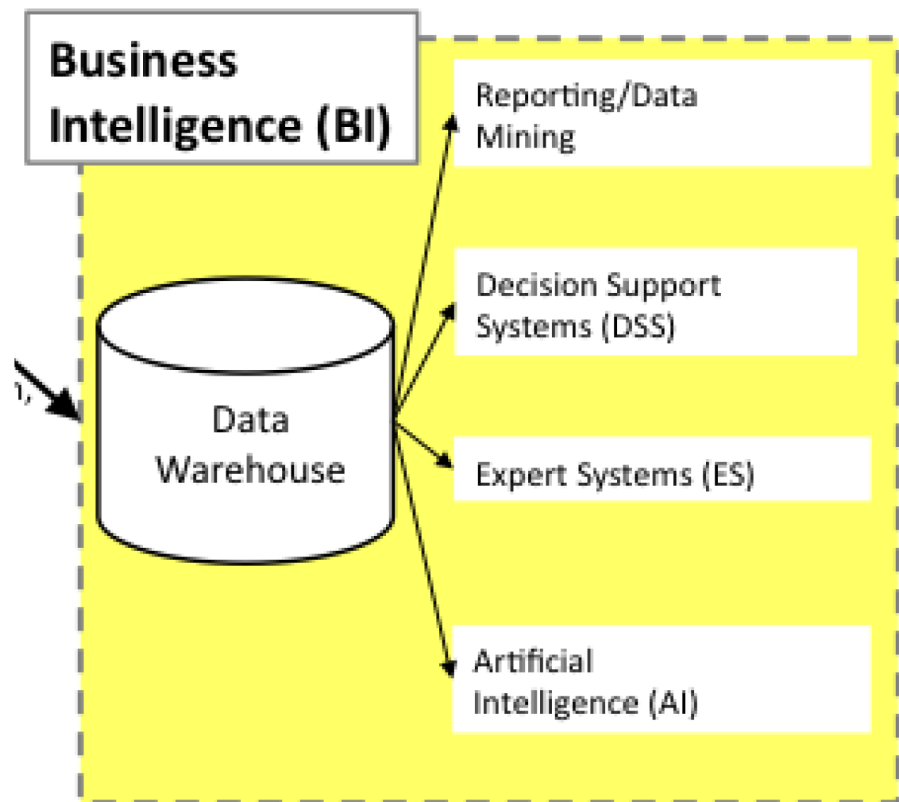 Business
Intelligence (BI)
Reporting/Data
Mining
Decision Support
Systems (DSS)
Data
Warehouse
Expert Systems (ES)
Artificial
Intelligence (AI)